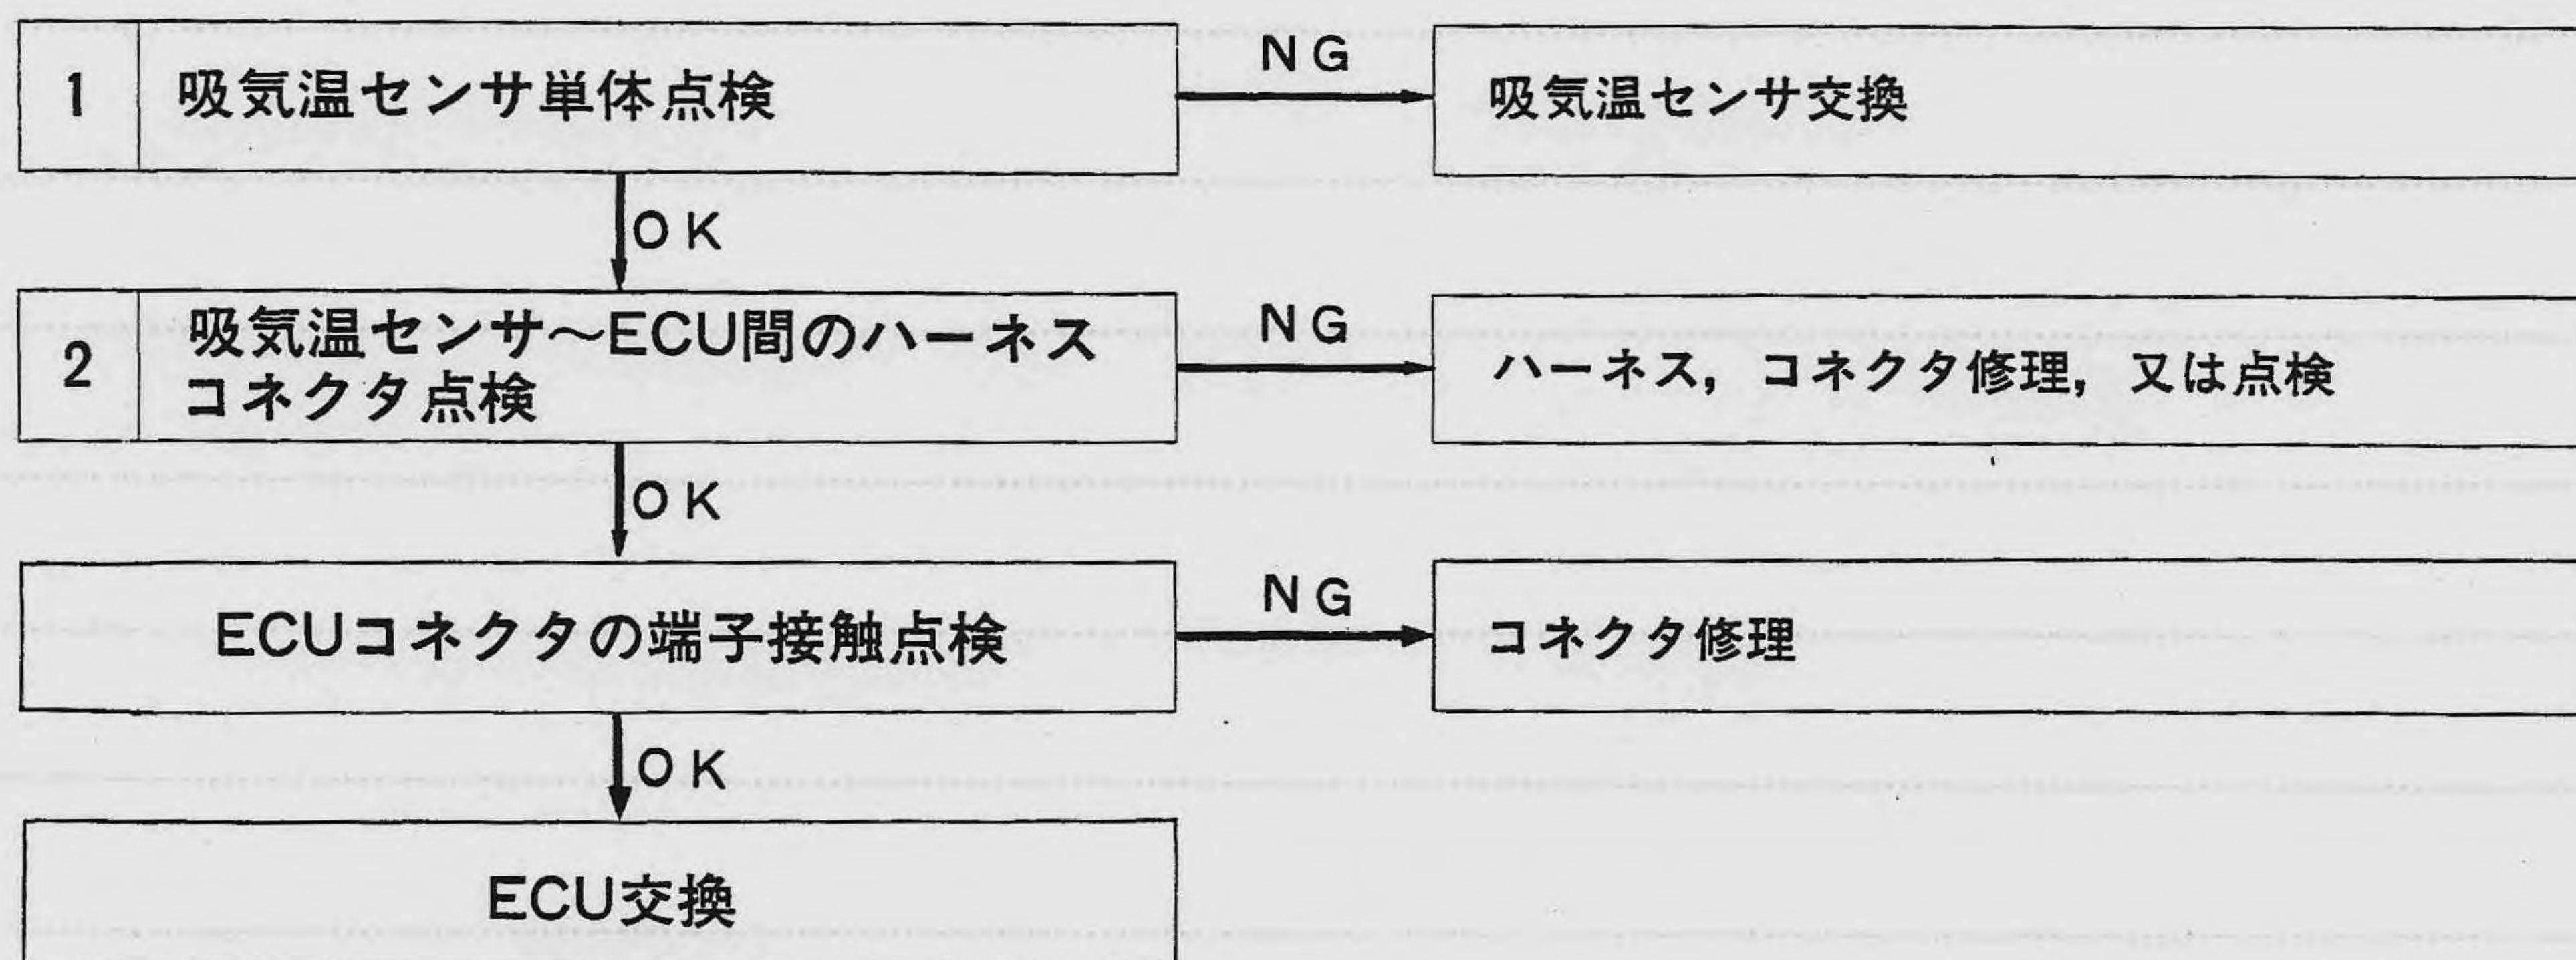 1 吸気温センサ単体点検
NG
吸気温センサ交換
OK
2 吸気温センサ～ECU間のハーネス
コネクタ点検
NG
ハーネス，コネクタ修理，又は点検
OK
ECUコネクタの端子接触点検
NG
コネクタ修理
OK
ECU交換